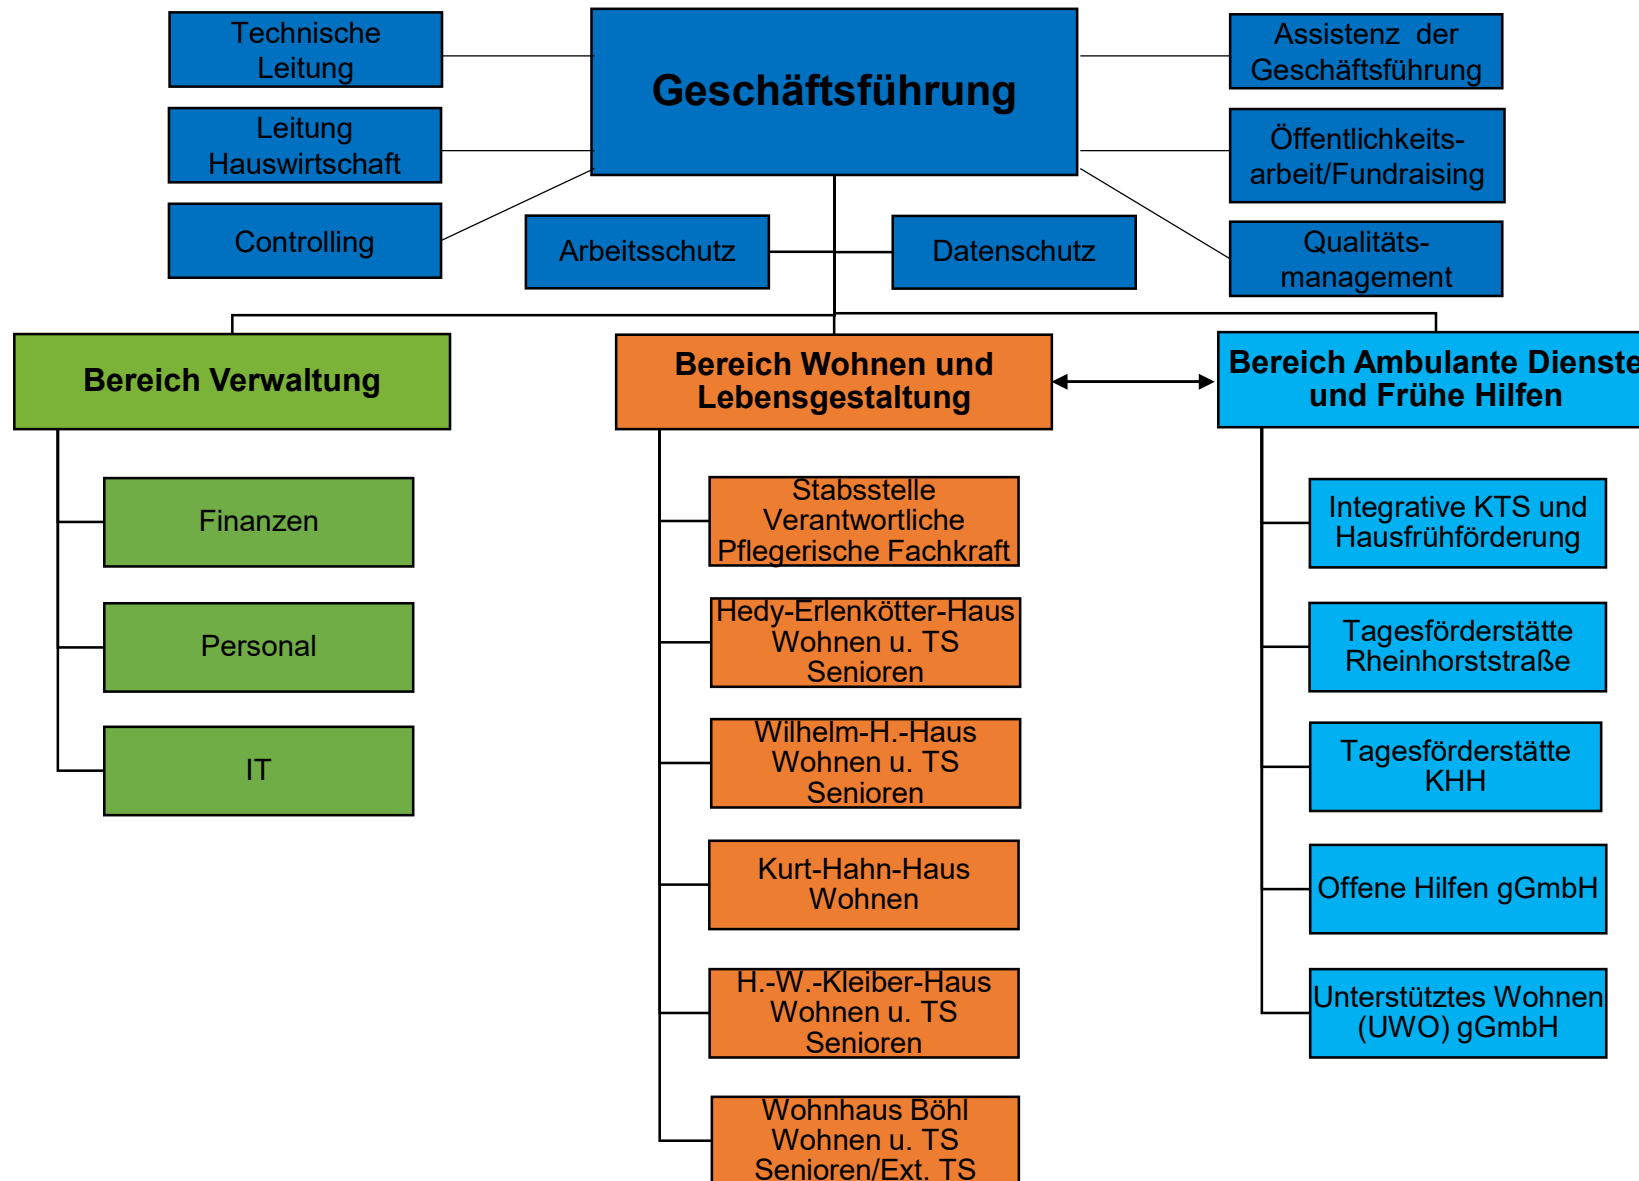 Technische
Leitung
Geschäftsführung
Assistenz der
Geschäftsführung
Leitung
Hauswirtschaft
Öffentlichkeits-
arbeit/Fundraising
Controlling
Arbeitsschutz
Datenschutz
Qualitäts-
management
Bereich Verwaltung
Bereich Wohnen und
Lebensgestaltung
Bereich Ambulante Dienste
und Frühe Hilfen
Finanzen
Personal
IT
Stabsstelle
Verantwortliche
Pflegerische Fachkraft
Hedy-Erlenkötter-Haus
Wohnen u. TS
Senioren
Wilhelm-H.-Haus
Wohnen u. TS
Senioren
Kurt-Hahn-Haus
Wohnen
H.-W.-Kleiber-Haus
Wohnen u. TS
Senioren
Wohnhaus Böhl
Wohnen u. TS
Senioren/Ext. TS
Integrative KTS und
Hausfrühförderung
Tagesförderstätte
Rheinhorststraße
Tagesförderstätte
KHH
Offene Hilfen gGmbH
Unterstütztes Wohnen
(UWO) gGmbH